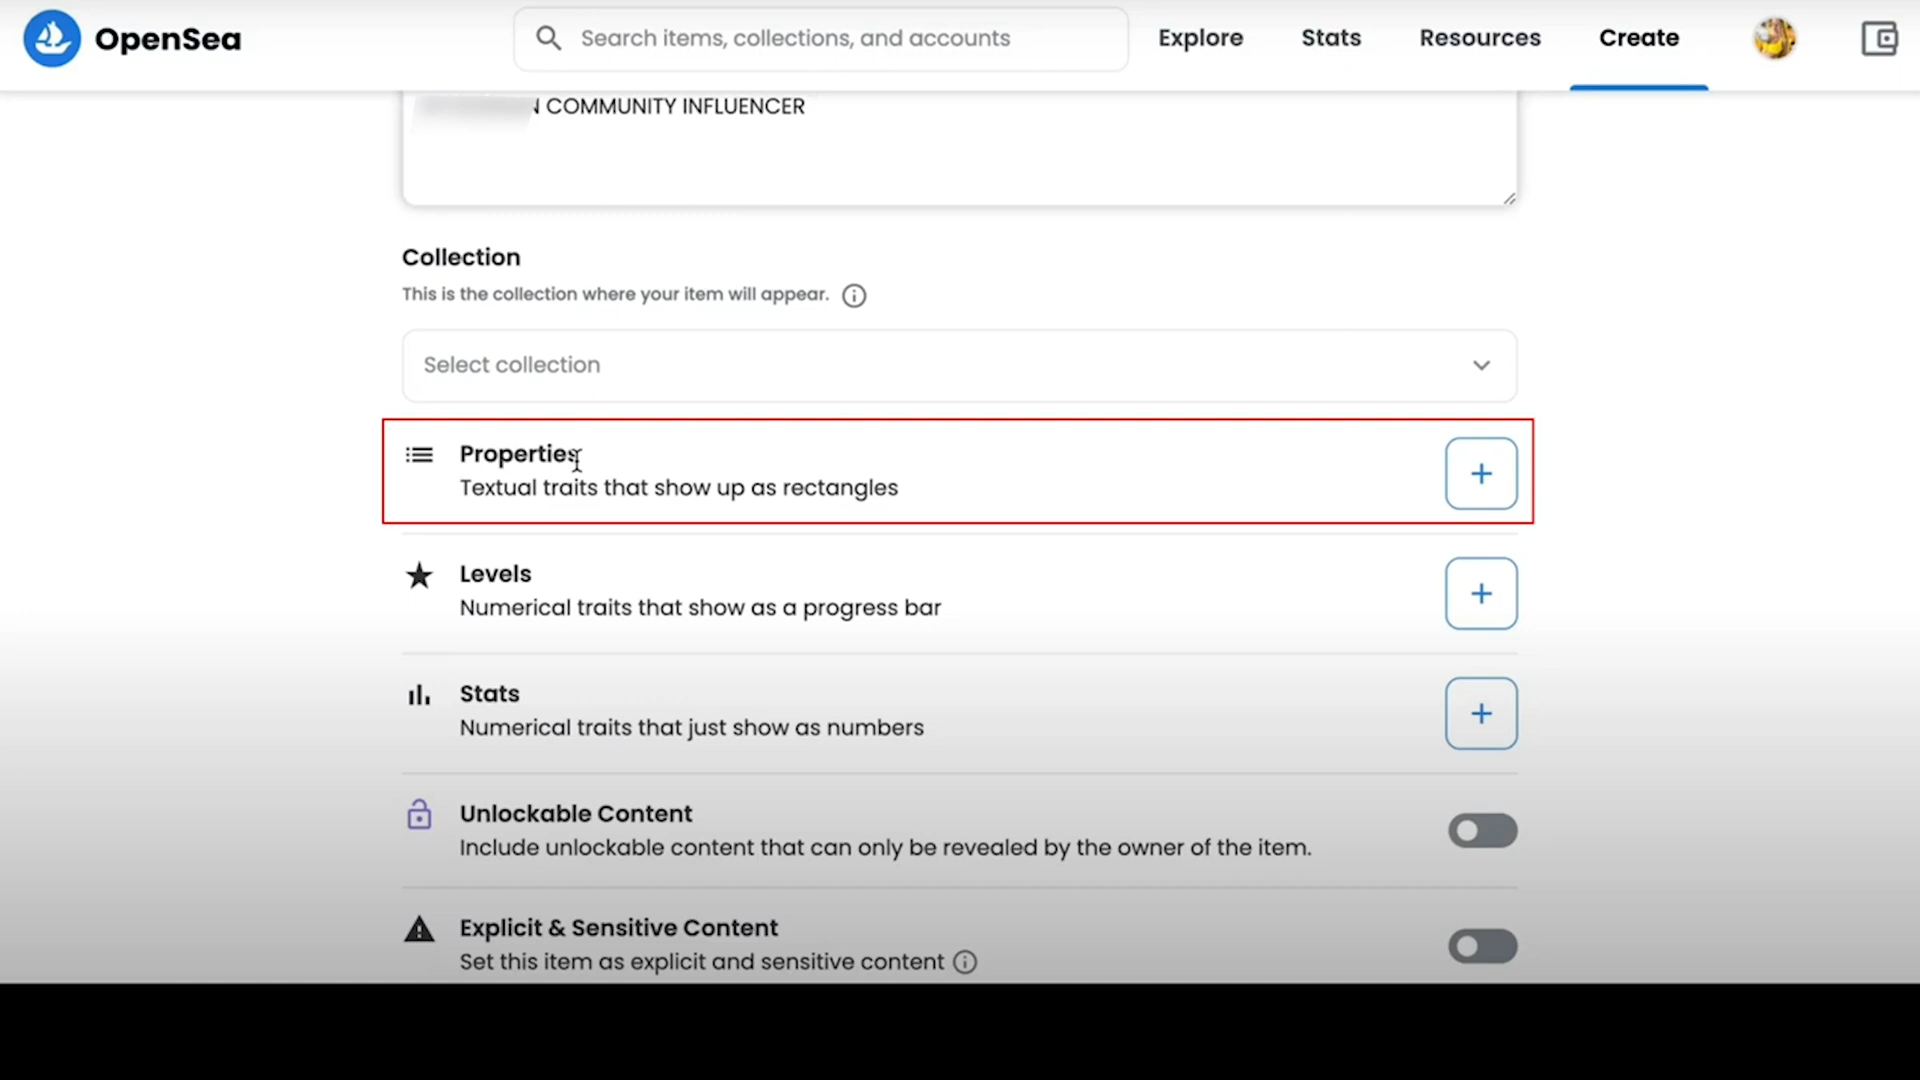 OpenSea
Search items, collections, and accounts
Explore
Stats
Resources
Create
COMMUNITY INFLUENCER
Collection
This is the collection where your item will appear.
Select collection
Properties
Textual traits that show up as rectangles
Levels
Numerical traits that show as a progress bar
Stats
Numerical traits that just show as numbers
Unlockable Content
Include unlockable content that can only be revealed by the owner of the item.
Explicit & Sensitive Content
Set this item as explicit and sensitive content